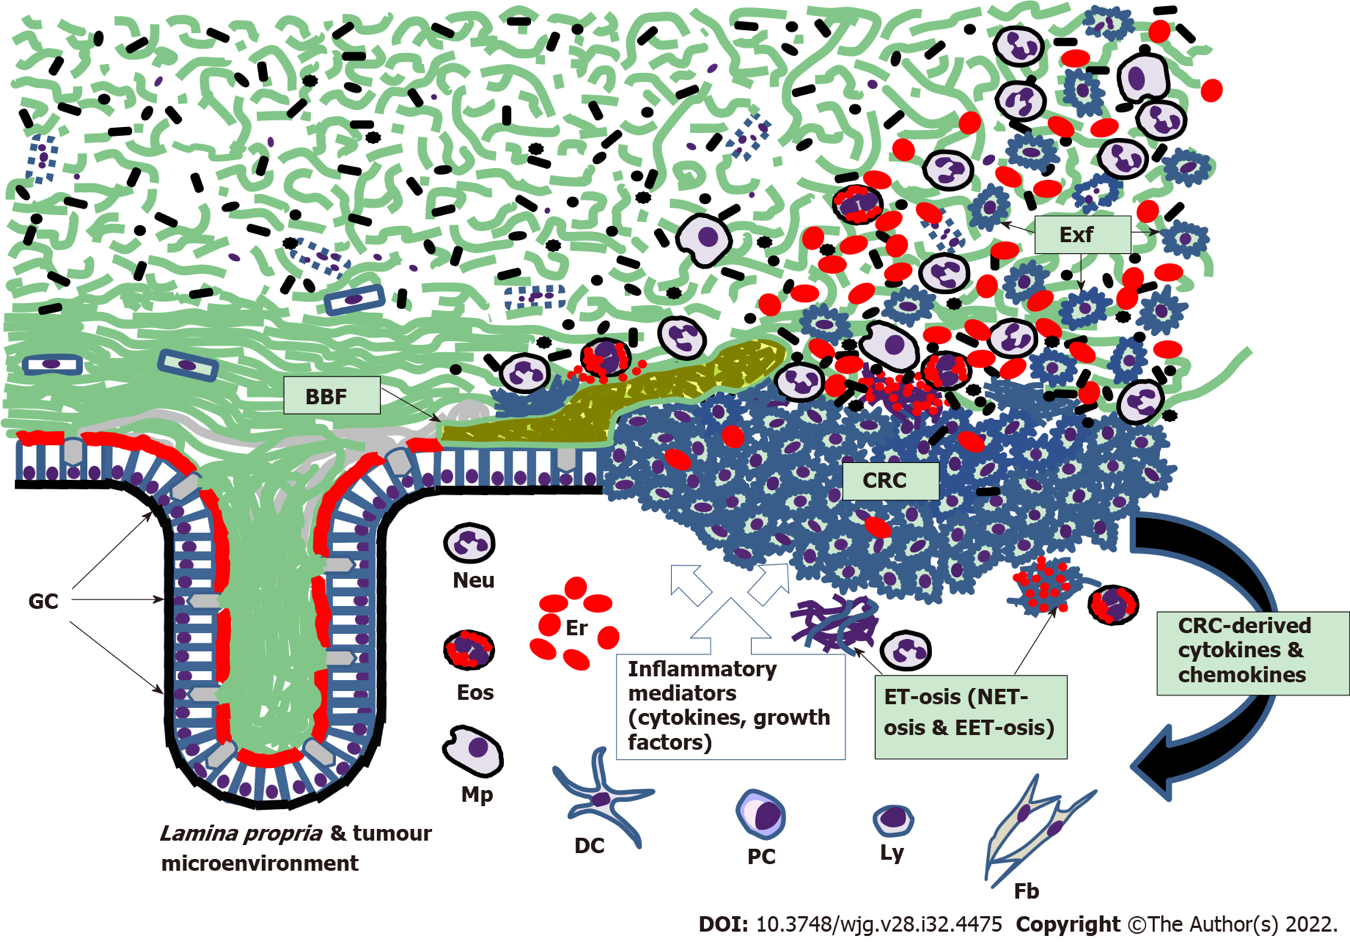 Exf
BBF
CRC
GC
Neu
Er
Eos
Mp
Inflammatory
mediators
(cytokines, growth
factors)
ET-osis (NET-
osis & EET-osis)
CRC-derived
cytokines &
chemokines
DC
PC
Ly
Fb
Lamina propria & tumour
microenvironment
DOI: 10.3748/wjg.v28.i32.4475 Copyright ©The Author(s) 2022.